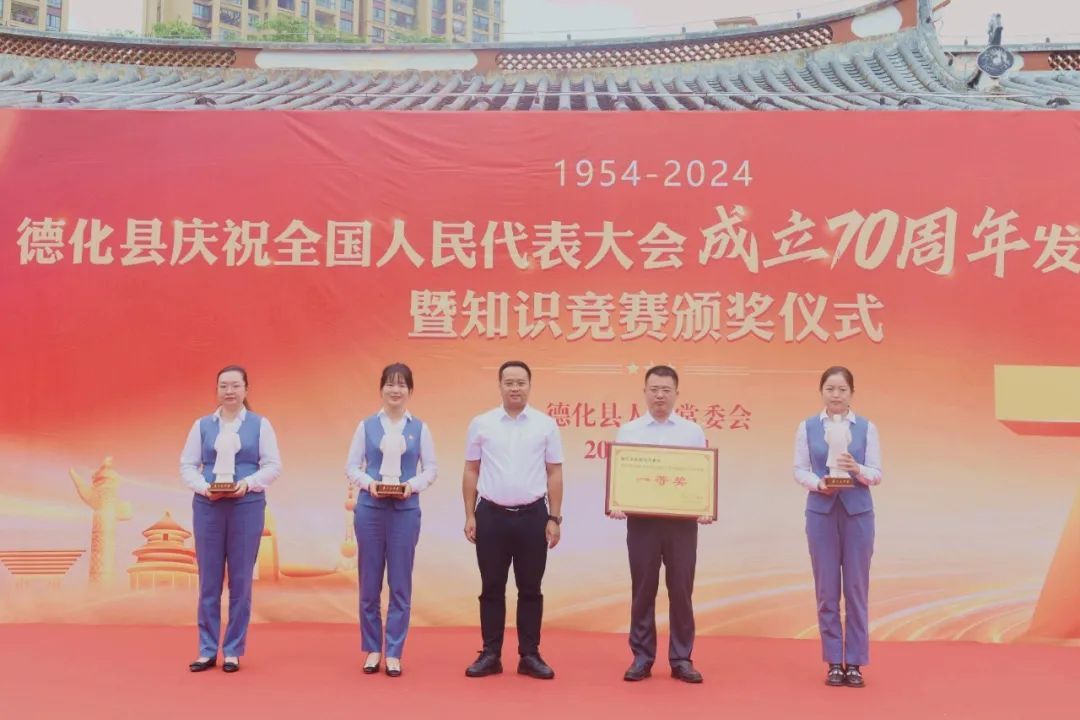 1954-2024
德化县庆祝全国人民代表大会成立70周年发
暨知识竞赛颁奖仪式
德化县人 常委会
20
等奖